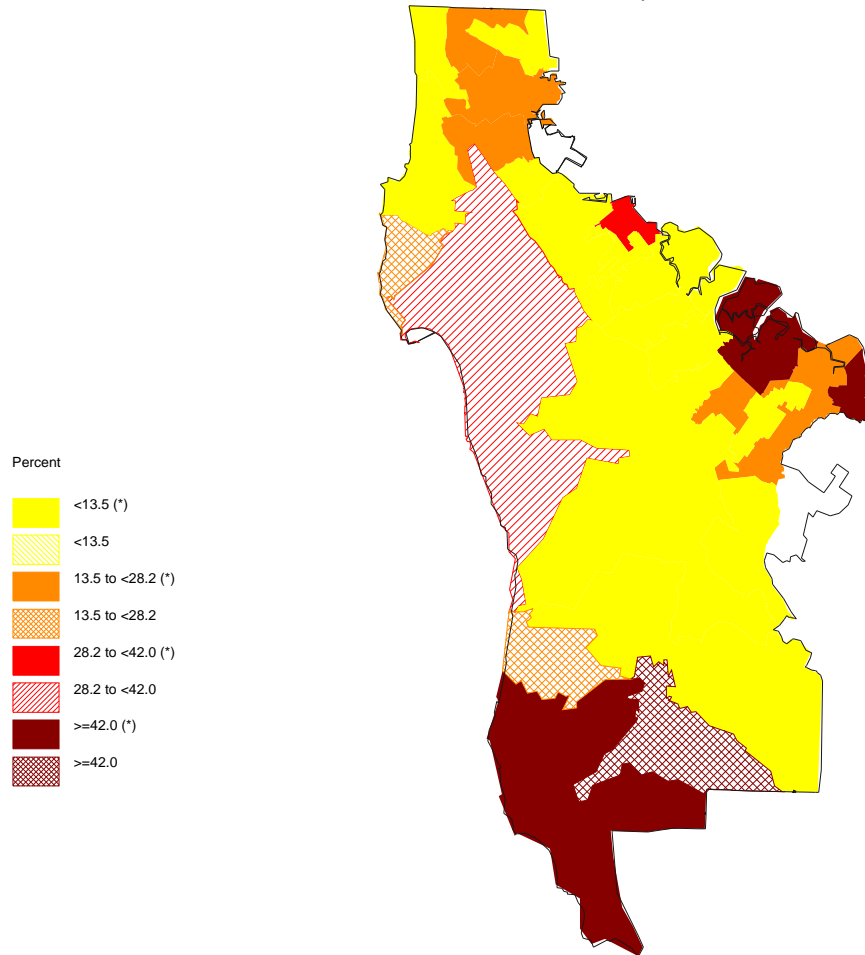 Percent
<13.5 (*)
<13.5
13.5 to <28.2 (*)
13.5 to <28.2
28.2 to <42.0 (*)
28.2 to <42.0
>=42.0 (*)
>=42.0